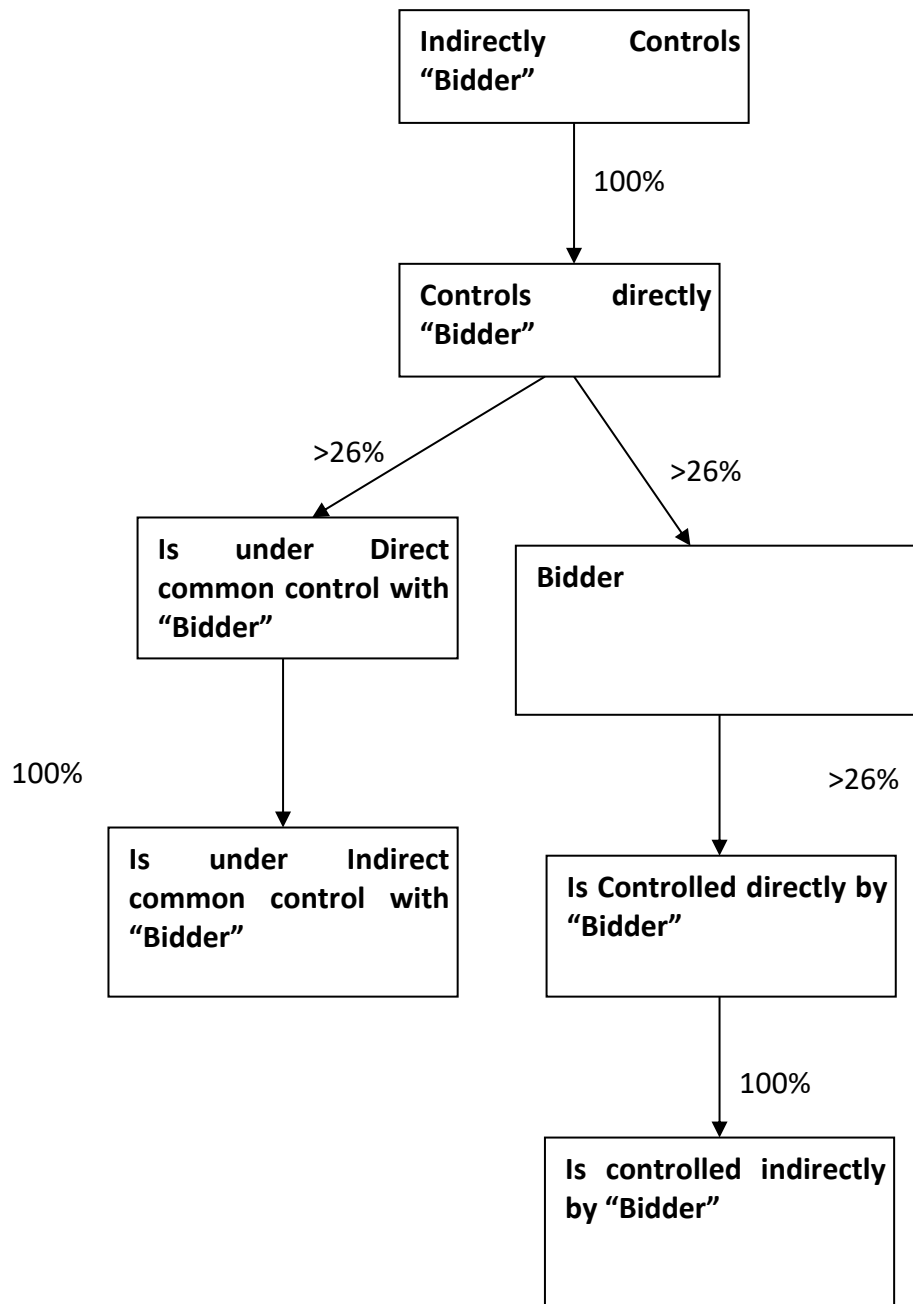 Indirectly Controls
“Bidder”
100%
Controls directly
“Bidder”
>26%
>26%
Is under Direct
common control with
“Bidder”
Bidder
100%
>26%
Is under Indirect
common control with
“Bidder”
Is Controlled directly by
“Bidder”
100%
Is controlled indirectly
by “Bidder”